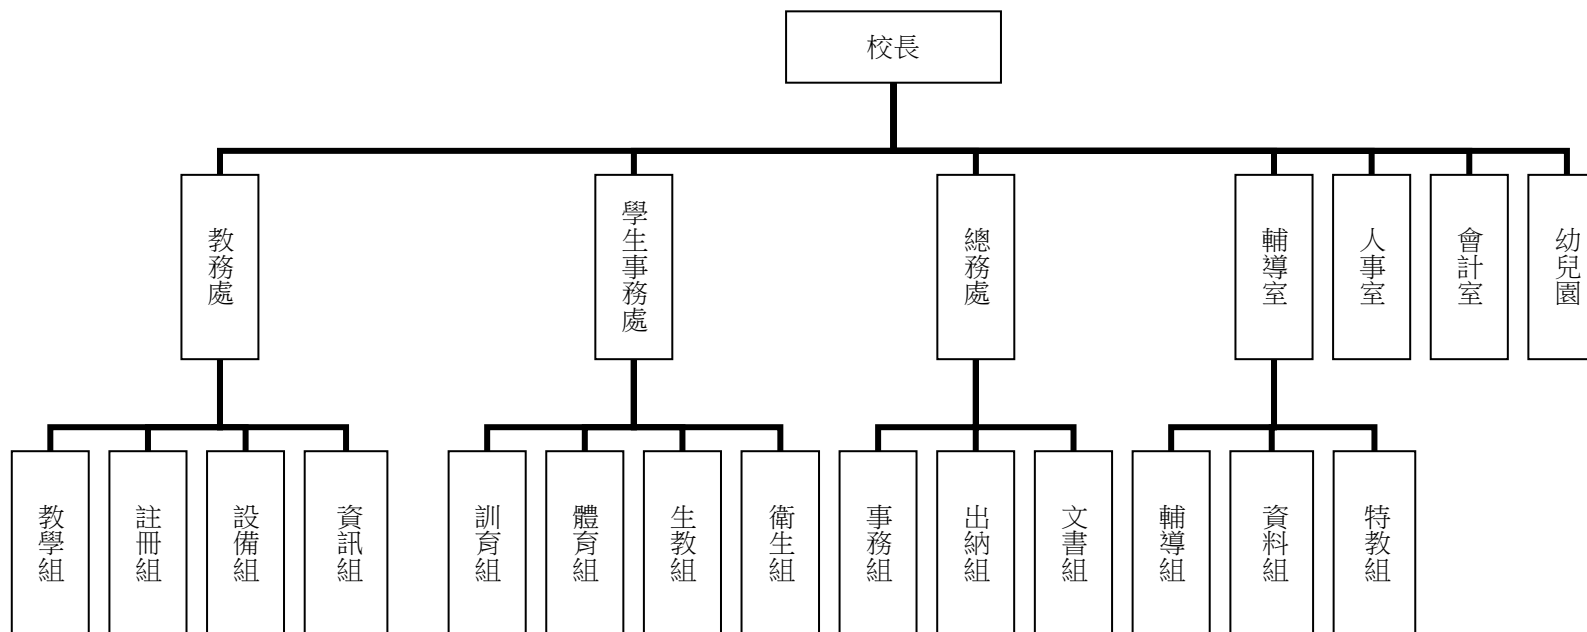 校長
教務處
學生事務處
總務處
輔導室
人事室
會計室
幼兒園
教學組
註冊組
設備組
資訊組
訓育組
體育組
生教組
衛生組
事務組
出納組
文書組
輔導組
資料組
特教組